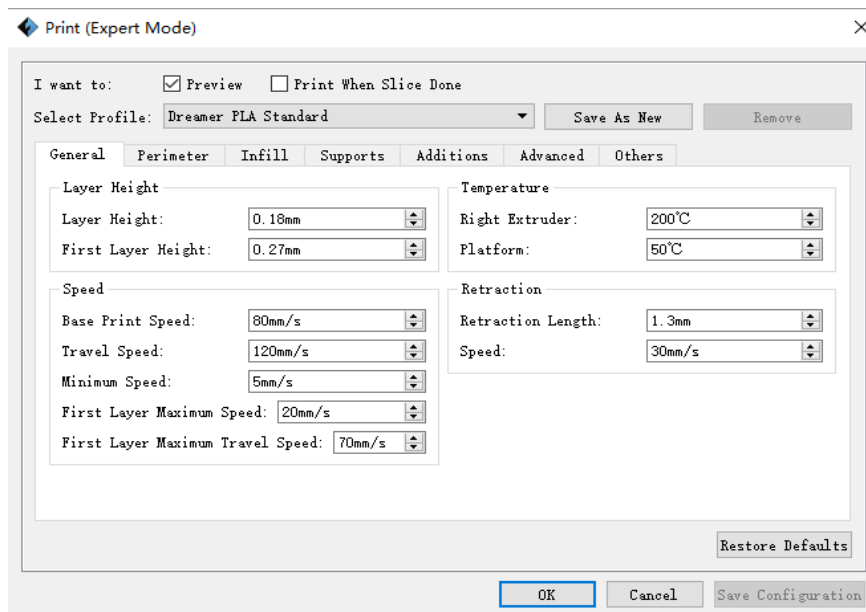 Print (Expert Mode)
I want to: Preview Print When Slice Done
Select Profile: Dreamer PLA Standard Save As New Remove
General Perimeter Infill Supports Additions Advanced Others
Layer Height
Layer Height: 0.18mm
First Layer Height: 0.27mm
Temperature
Right Extruder: 200℃
Platform: 50℃
Speed
Base Print Speed: 80mm/s
Travel Speed: 120mm/s
Minimum Speed: 5mm/s
First Layer Maximum Speed: 20mm/s
First Layer Maximum Travel Speed: 70mm/s
Retraction
Retraction Length: 1.3mm
Speed: 30mm/s
Restore Defaults
OK Cancel Save Configuration